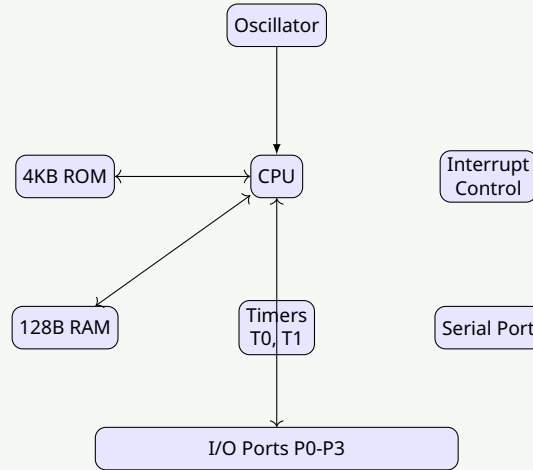 Oscillator
4KB ROM
CPU
Interrupt
Control
128B RAM
Timers
T0, T1
Serial Port
I/O Ports P0-P3